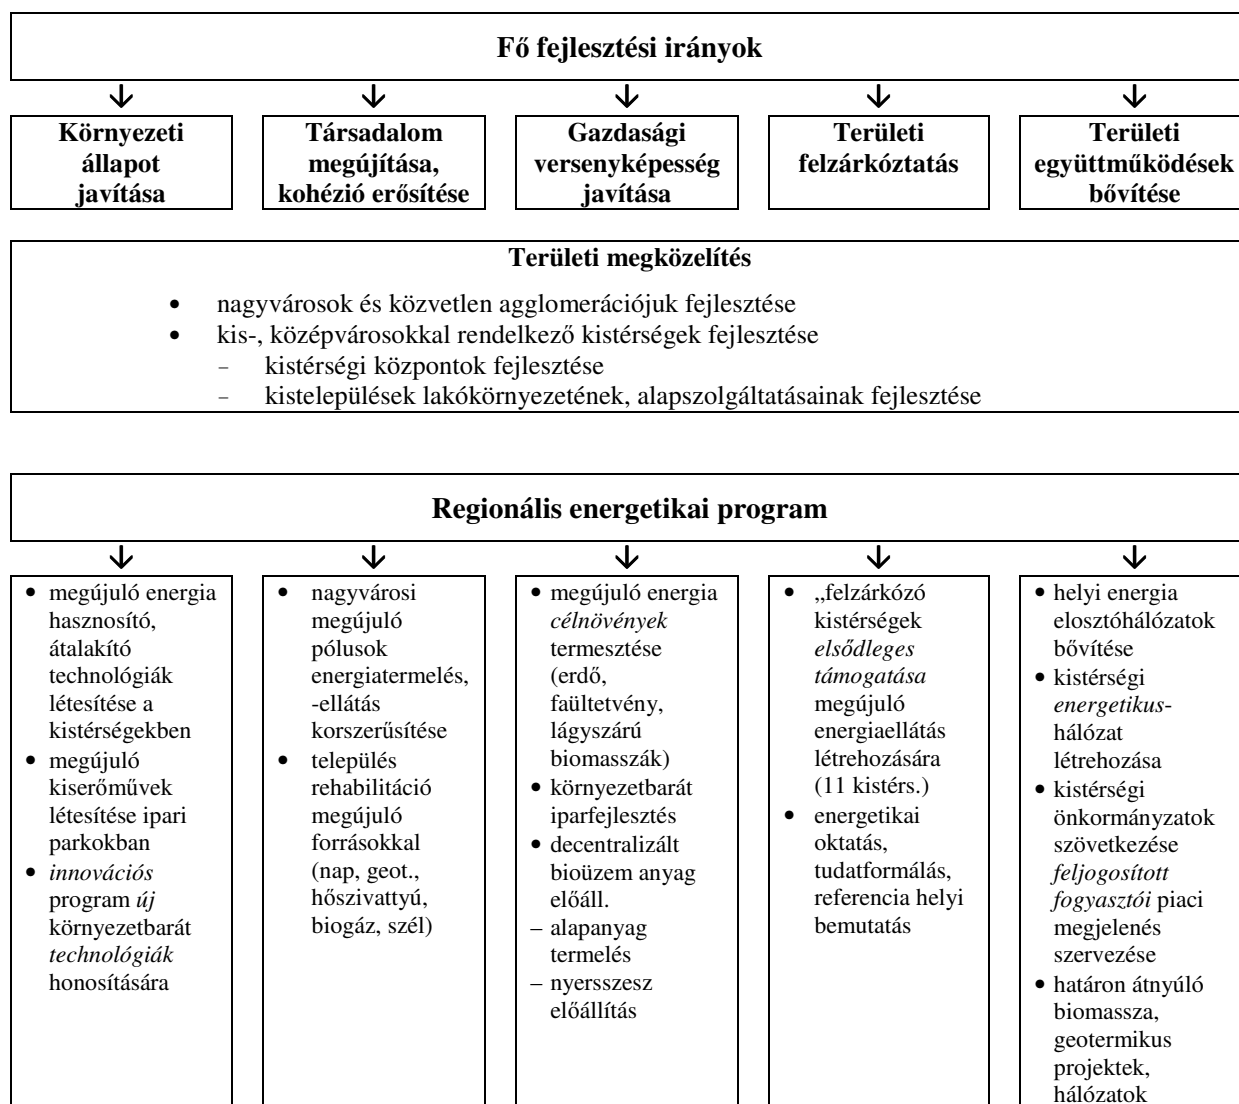 Fő fejlesztési irányok
Környezeti
állapot
javítása
Társadalom
megújítása,
kohézió erősítése
Gazdasági
versenyképesség
javítása
Területi
felzárkóztatás
Területi
együttműködések
bővítése
Területi megközelítés
• nagyvárosok és közvetlen agglomerációjuk fejlesztése
• kis-, középvárosokkal rendelkező kistérségek fejlesztése
– kistérségi központok fejlesztése
– kistelepülések lakókörnyezetének, alapszolgáltatásainak fejlesztése
Regionális energetikai program
• megújuló energia
hasznosító,
átalakító
technológiák
létesítése a
kistérségekben
• megújuló
kiserőművek
létesítése ipari
parkokban
• innovációs
program új
környezetbarát
technológiák
honosítására
• nagyvárosi
megújuló
pólusok
energiatermelés,
-ellátás
korszerűsítése
• település
rehabilitáció
megújuló
forrásokkal
(nap, geot.,
hőszivattyú,
biogáz, szél)
• megújuló energia
célnövények
termesztése
(erdő,
faültetvény,
lágyszárú
biomasszák)
• környezetbarát
iparfejlesztés
• decentralizált
bioüzem anyag
előáll.
– alapanyag
termelés
– nyersszesz
előállítás
• „felzárkózó
kistérségek
elsődleges
támogatása
megújuló
energiaellátás
létrehozására
(11 kistérs.)
• energetikai
oktatás,
tudatformálás,
referencia helyi
bemutatás
• helyi energia
elosztóhálózatok
bővítése
• kistérségi
energetikus-
hálózat
létrehozása
• kistérségi
önkormányzatok
szövetkezése
feljogosított
fogyasztói piaci
megjelenés
szervezése
• határon átnyúló
biomassza,
geotermikus
projektek,
hálózatok